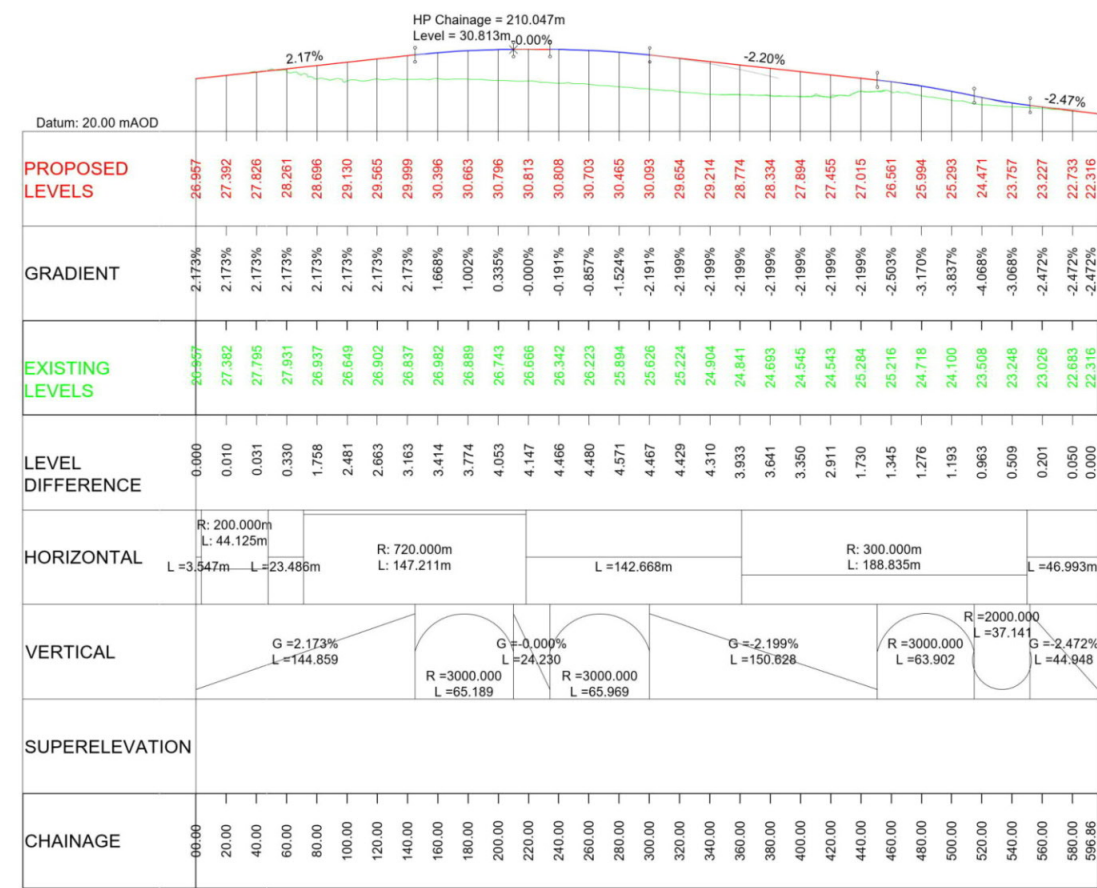 HP Chainage = 210.047m
Level = 30.813m
-0.00%
2.17%
-2.20%
-2.47%
Datum: 20.00 mAOD
PROPOSED
LEVELS
26.957 27.392 27.826 28.261 28.696 29.130 29.565 29.999 30.396 30.663 30.796 30.813 30.808 30.703 30.465 30.093 29.654 29.214 28.774 28.334 27.894 27.455 27.015 26.561 25.994 25.293 24.471 23.757 23.227 22.733 22.316
GRADIENT
2.173% 2.173% 2.173% 2.173% 2.173% 2.173% 2.173% 2.173% 1.668% 1.002% 0.335% -0.000% -0.191% -0.857% -1.524% -2.191% -2.199% -2.199% -2.199% -2.199% -2.199% -2.199% -2.199% -2.503% -3.170% -3.837% -4.068% -3.068% -2.472% -2.472% -2.472%
EXISTING
LEVELS
26.957 27.382 27.795 27.931 26.937 26.649 26.902 26.837 26.982 26.889 26.743 26.666 26.342 26.223 25.894 25.626 25.224 24.904 24.841 24.693 24.545 24.543 25.284 25.216 24.718 24.100 23.508 23.248 23.026 22.683 22.316
LEVEL
DIFFERENCE
0.000 0.010 0.031 0.330 1.758 2.481 2.663 3.163 3.414 3.774 4.053 4.147 4.466 4.480 4.571 4.467 4.429 4.310 3.933 3.641 3.350 2.911 1.730 1.345 1.276 1.193 0.963 0.509 0.201 0.050 0.000
HORIZONTAL
L =3.547m
R: 200.000m
L: 44.125m
L =23.486m
R: 720.000m
L: 147.211m
L =142.668m
R: 300.000m
L: 188.835m
L =46.993m
VERTICAL
G =2.173%
L =144.859
R =3000.000
L =65.189
G =-0.000%
L =24.230
R =3000.000
L =65.969
G =-2.199%
L =150.628
R =3000.000
L =63.902
R =2000.000
L =37.141
G =-2.472%
L =44.948
SUPERELEVATION
CHAINAGE
00.00 20.00 40.00 60.00 80.00 100.00 120.00 140.00 160.00 180.00 200.00 220.00 240.00 260.00 280.00 300.00 320.00 340.00 360.00 380.00 400.00 420.00 440.00 460.00 480.00 500.00 520.00 540.00 560.00 580.00 596.86